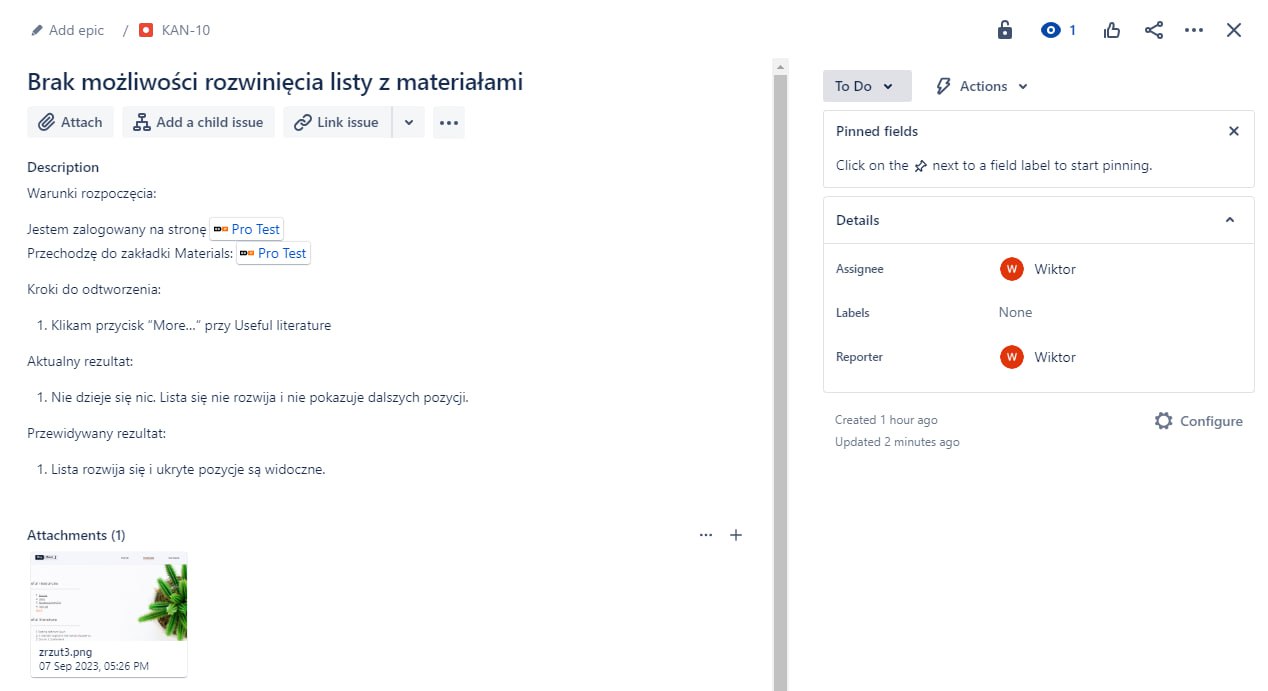 Add epic / KAN-10
1
Brak możliwości rozwinięcia listy z materiałami
Attach
Add a child issue
Link issue
Description
Warunki rozpoczęcia:
Jestem zalogowany na stronę Pro Test
Przechodzę do zakładki Materials: Pro Test
Kroki do odtworzenia:
1. Klikam przycisk “More...” przy Useful literature
Aktualny rezultat:
1. Nie dzieje się nic. Lista się nie rozwija i nie pokazuje dalszych pozycji.
Przewidywany rezultat:
1. Lista rozwija się i ukryte pozycje są widoczne.
Attachments (1)
zrzut3.png
07 Sep 2023, 05:26 PM
To Do
Actions
Pinned fields
Click on the next to a field label to start pinning.
Details
Assignee W Wiktor
Labels None
Reporter W Wiktor
Created 1 hour ago
Updated 2 minutes ago
Configure